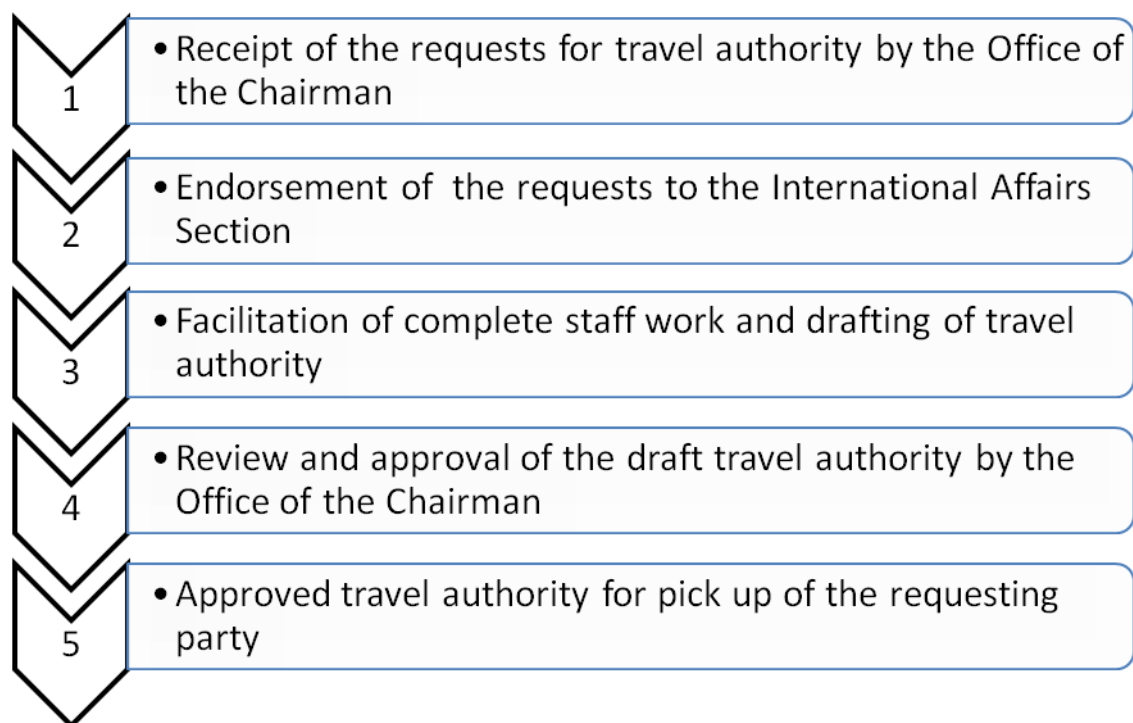 1
• Receipt of the requests for travel authority by the Office of
the Chairman
2
• Endorsement of the requests to the International Affairs
Section
3
• Facilitation of complete staff work and drafting of travel
authority
4
• Review and approval of the draft travel authority by the
Office of the Chairman
5
• Approved travel authority for pick up of the requesting
party